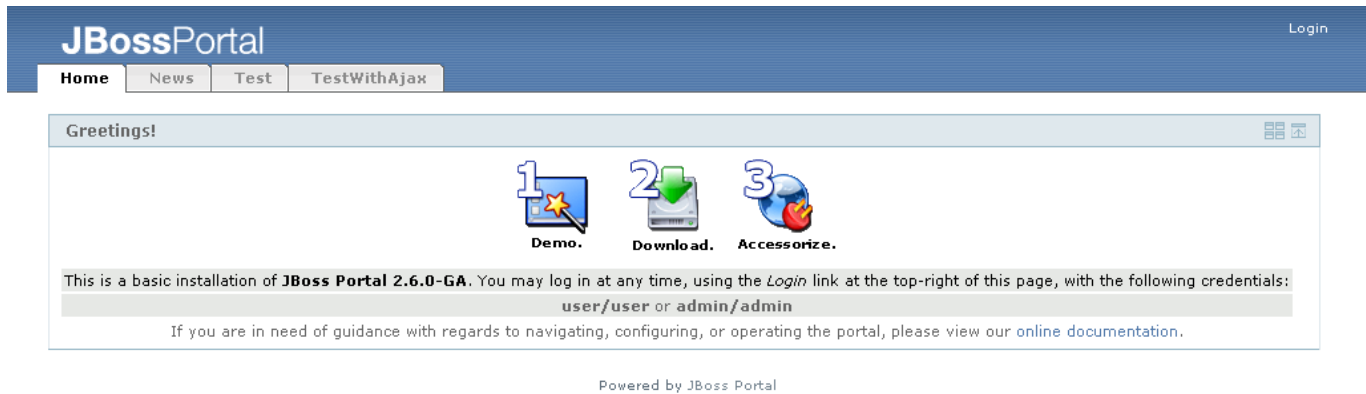 Login
JBossPortal
Home News Test TestWithAjax
Greetings!
1 2 3
Demo. Download. Accessorize.
This is a basic installation of JBoss Portal 2.6.0-GA. You may log in at any time, using the Login link at the top-right of this page, with the following credentials:
user/user or admin/admin
If you are in need of guidance with regards to navigating, configuring, or operating the portal, please view our online documentation.
Powered by JBoss Portal